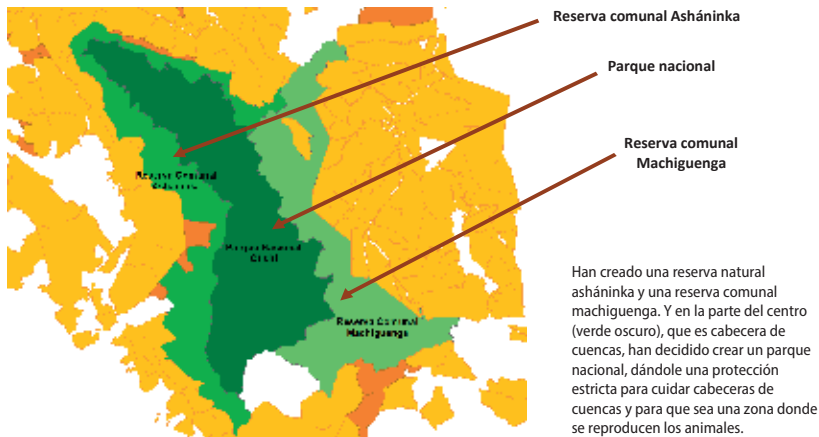 Reserva comunal Asháninka
Parque nacional
Reserva comunal
Machiguenga
Reserva Comunal
Parque Nacional
Reserva Comunal
Machiguenga
Han creado una reserva natural
asháninka y una reserva comunal
machiguenga. Y en la parte del centro
(verde oscuro), que es cabecera de
cuencas, han decidido crear un parque
nacional, dándole una protección
estricta para cuidar cabeceras de
cuencas y para que sea una zona donde
se reproducen los animales.